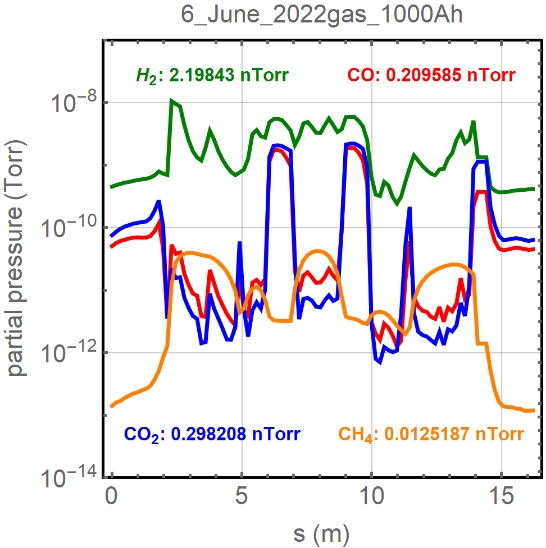 6_June_2022gas_1000Ah
H₂: 2.19843 nTorr
CO: 0.209585 nTorr
10⁻⁸
10⁻¹⁰
partial pressure (Torr)
10⁻¹²
CO₂: 0.298208 nTorr
CH₄: 0.0125187 nTorr
10⁻¹⁴
0 5 10 15
s (m)